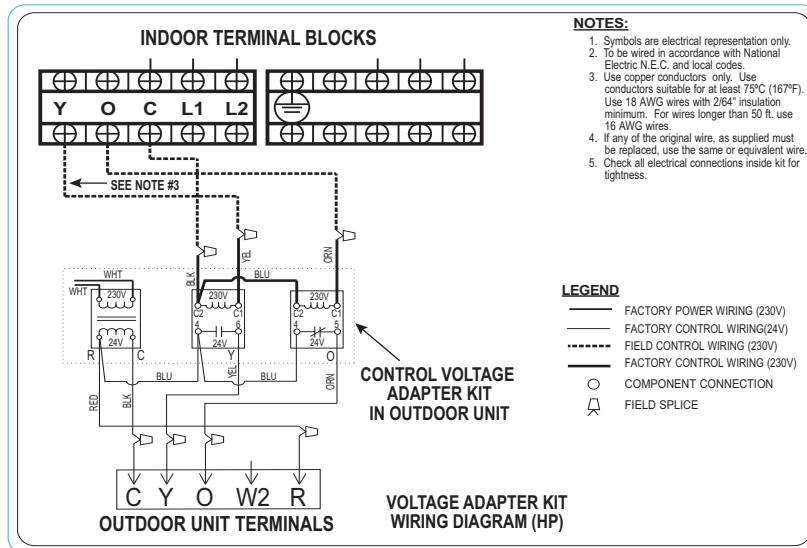 INDOOR TERMINAL BLOCKS
Y O C L1 L2
SEE NOTE #3
NOTES:
1. Symbols are electrical representation only.
2. To be wired in accordance with National
Electric N.E.C. and local codes.
3. Use copper conductors only. Use
conductors suitable for at least 75ºC (167ºF).
Use 18 AWG wires with 2/64" insulation
minimum. For wires longer than 50 ft. use
16 AWG wires.
4. If any of the original wire, as supplied must
be replaced, use the same or equivalent wire.
5. Check all electrical connections inside kit for
tightness.
BLK
YEL
ORN
WHT
WHT
BLU
230V
230V
230V
C2 C1
C2 C1
4 6
4 5
24V
24V
24V
R C
Y
O
BLU
BLU
RED
BLK
YEL
ORN
CONTROL VOLTAGE
ADAPTER KIT
IN OUTDOOR UNIT
LEGEND
FACTORY POWER WIRING (230V)
FACTORY CONTROL WIRING(24V)
FIELD CONTROL WIRING (230V)
FACTORY CONTROL WIRING (230V)
COMPONENT CONNECTION
FIELD SPLICE
C Y O W2 R
OUTDOOR UNIT TERMINALS
VOLTAGE ADAPTER KIT
WIRING DIAGRAM (HP)